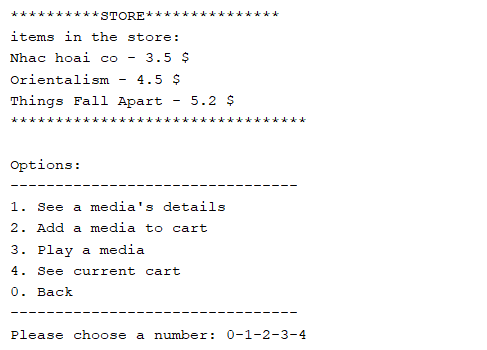 **********STORE***************
items in the store:
Nhac hoai co - 3.5 $
Orientalism - 4.5 $
Things Fall Apart - 5.2 $
*********************************
Options:
--------------------------------
1. See a media's details
2. Add a media to cart
3. Play a media
4. See current cart
0. Back
--------------------------------
Please choose a number: 0-1-2-3-4